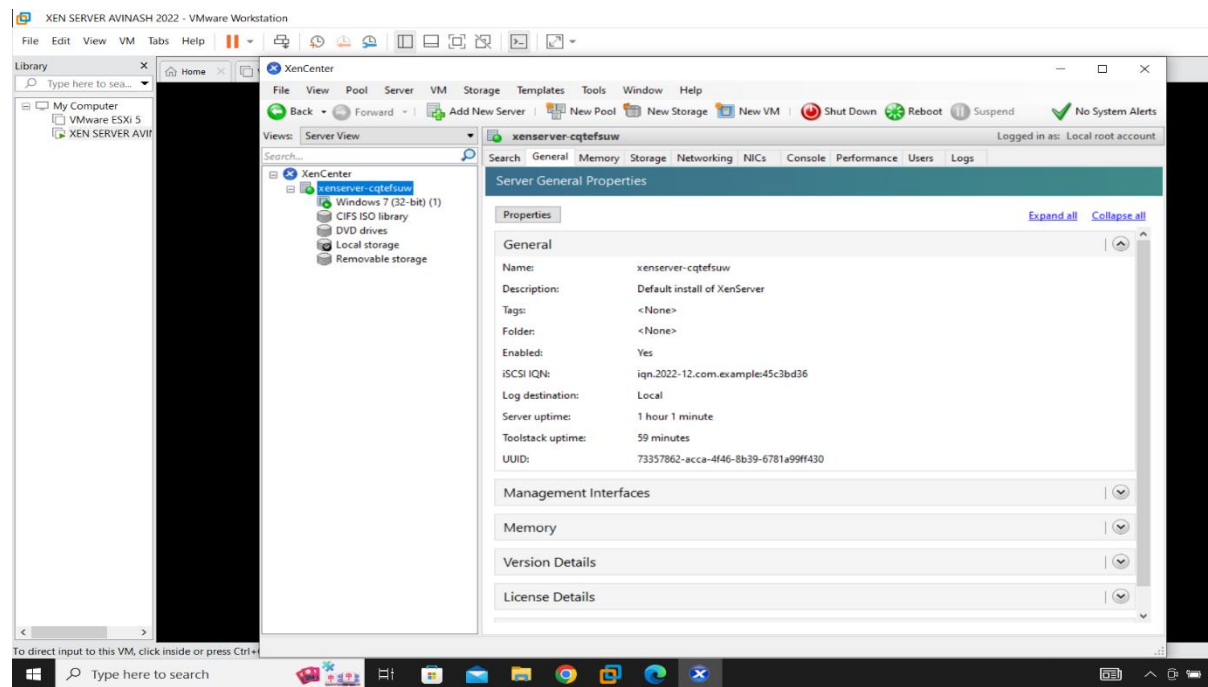 XEN SERVER AVINASH 2022 - VMware Workstation
File Edit View VM Tabs Help
Library
Type here to sea...
My Computer
VMware ESXi 5
XEN SERVER AVIN
Home
XenCenter
File View Pool Server VM Storage Templates Tools Window Help
Back Forward Add New Server New Pool New Storage New VM Shut Down Reboot Suspend No System Alerts
Views: Server View
xenserver-cqtefsuw Logged in as: Local root account
Search...
Search General Memory Storage Networking NICs Console Performance Users Logs
XenCenter
xenserver-cqtefsuw
Windows 7 (32-bit) (1)
CIFS ISO library
DVD drives
Local storage
Removable storage
Server General Properties
Properties Expand all Collapse all
General
Name: xenserver-cqtefsuw
Description: Default install of XenServer
Tags: <None>
Folder: <None>
Enabled: Yes
iSCSI IQN: iqn.2022-12.com.example:45c3bd36
Log destination: Local
Server uptime: 1 hour 1 minute
Toolstack uptime: 59 minutes
UUID: 73357862-acca-4f46-8b39-6781a99ff430
Management Interfaces
Memory
Version Details
License Details
To direct input to this VM, click inside or press Ctrl+
Type here to search